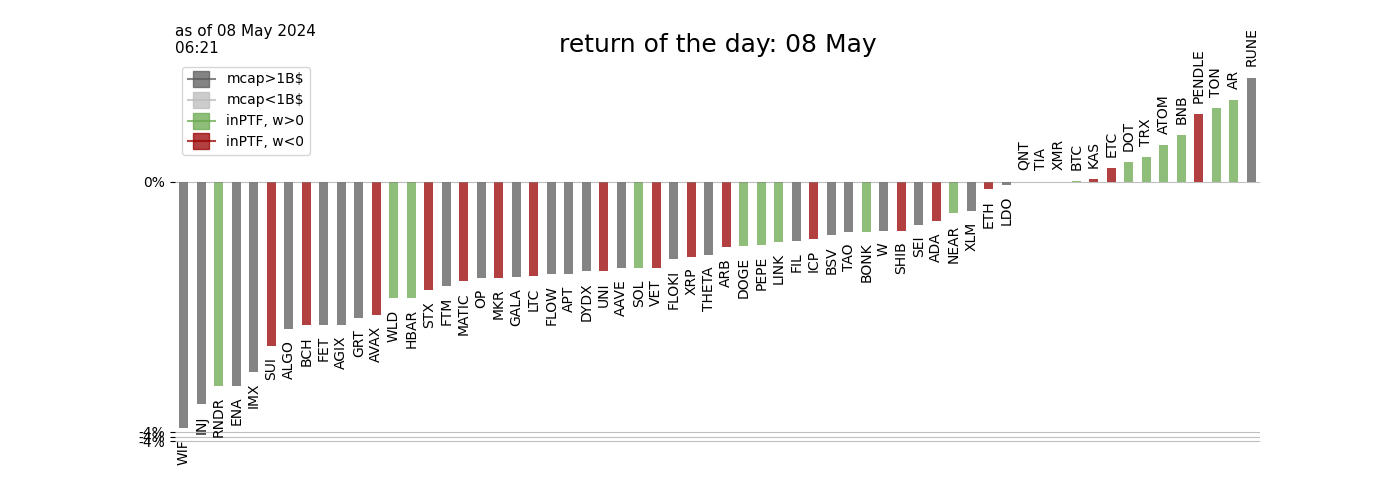 as of 08 May 2024
06:21
return of the day: 08 May
mcap>1B$
mcap<1B$
inPTF, w>0
inPTF, w<0
0%
-4%
-4%
WIF
INJ
RNDR
ENA
IMX
SUI
ALGO
BCH
FET
AGIX
GRT
AVAX
WLD
HBAR
STX
FTM
MATIC
OP
MKR
GALA
LTC
FLOW
APT
DYDX
UNI
AAVE
SOL
VET
FLOKI
XRP
THETA
ARB
DOGE
PEPE
LINK
FIL
ICP
BSV
TAO
BONK
W
SHIB
SEI
ADA
NEAR
XLM
ETH
LDO
QNT
TIA
XMR
BTC
KAS
ETC
DOT
TRX
ATOM
BNB
PENDLE
TON
AR
RUNE